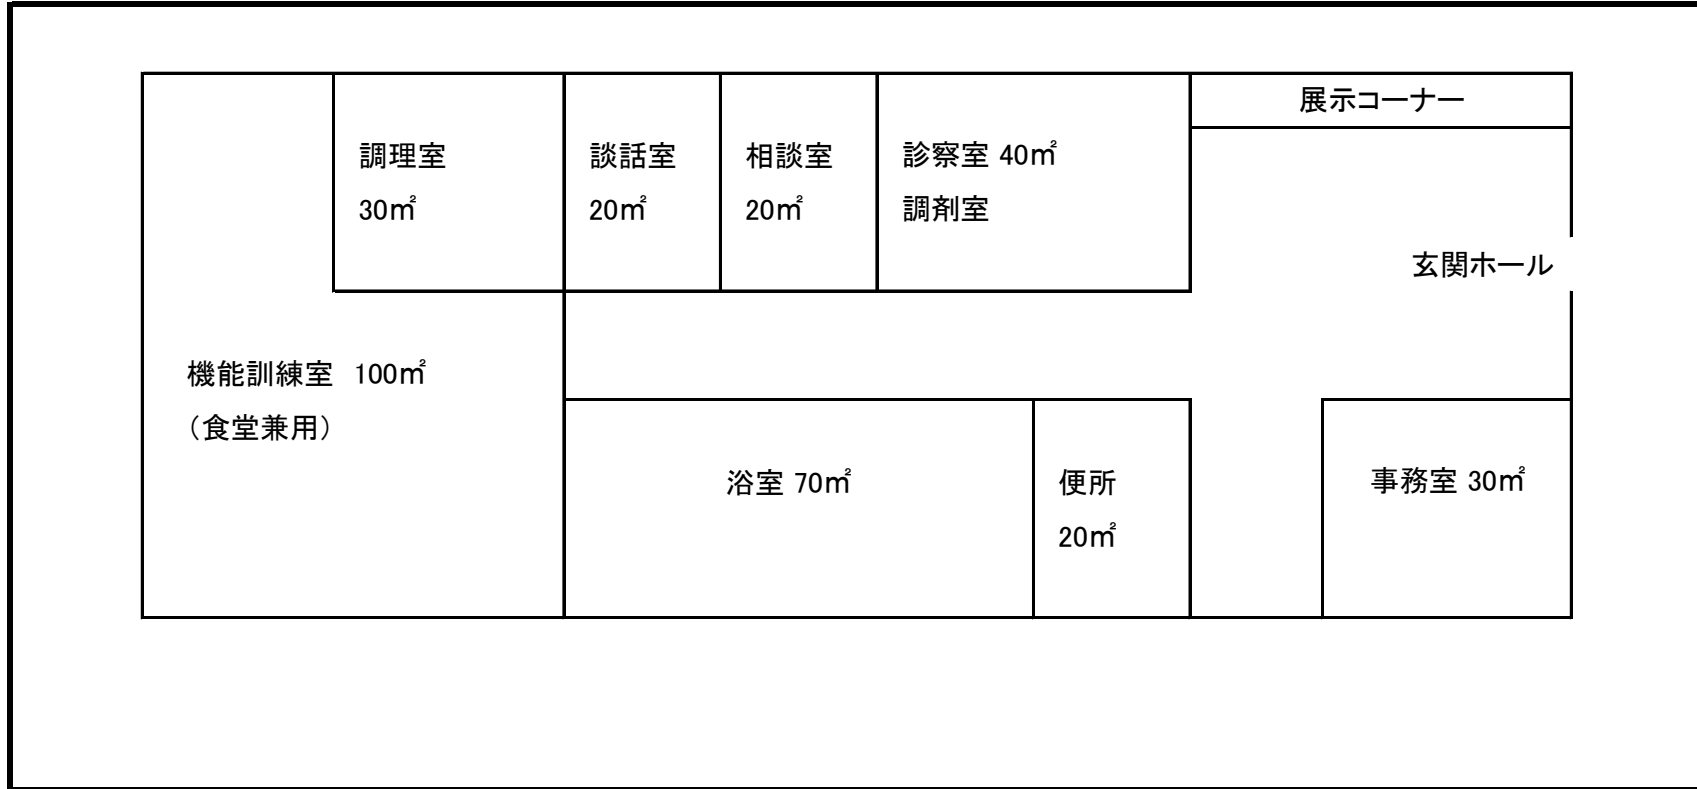 展示コーナー
調理室
30㎡
談話室
20㎡
相談室
20㎡
診察室 40㎡
調剤室
玄関ホール
機能訓練室　100㎡
（食堂兼用）
浴室 70㎡
便所
20㎡
事務室 30㎡